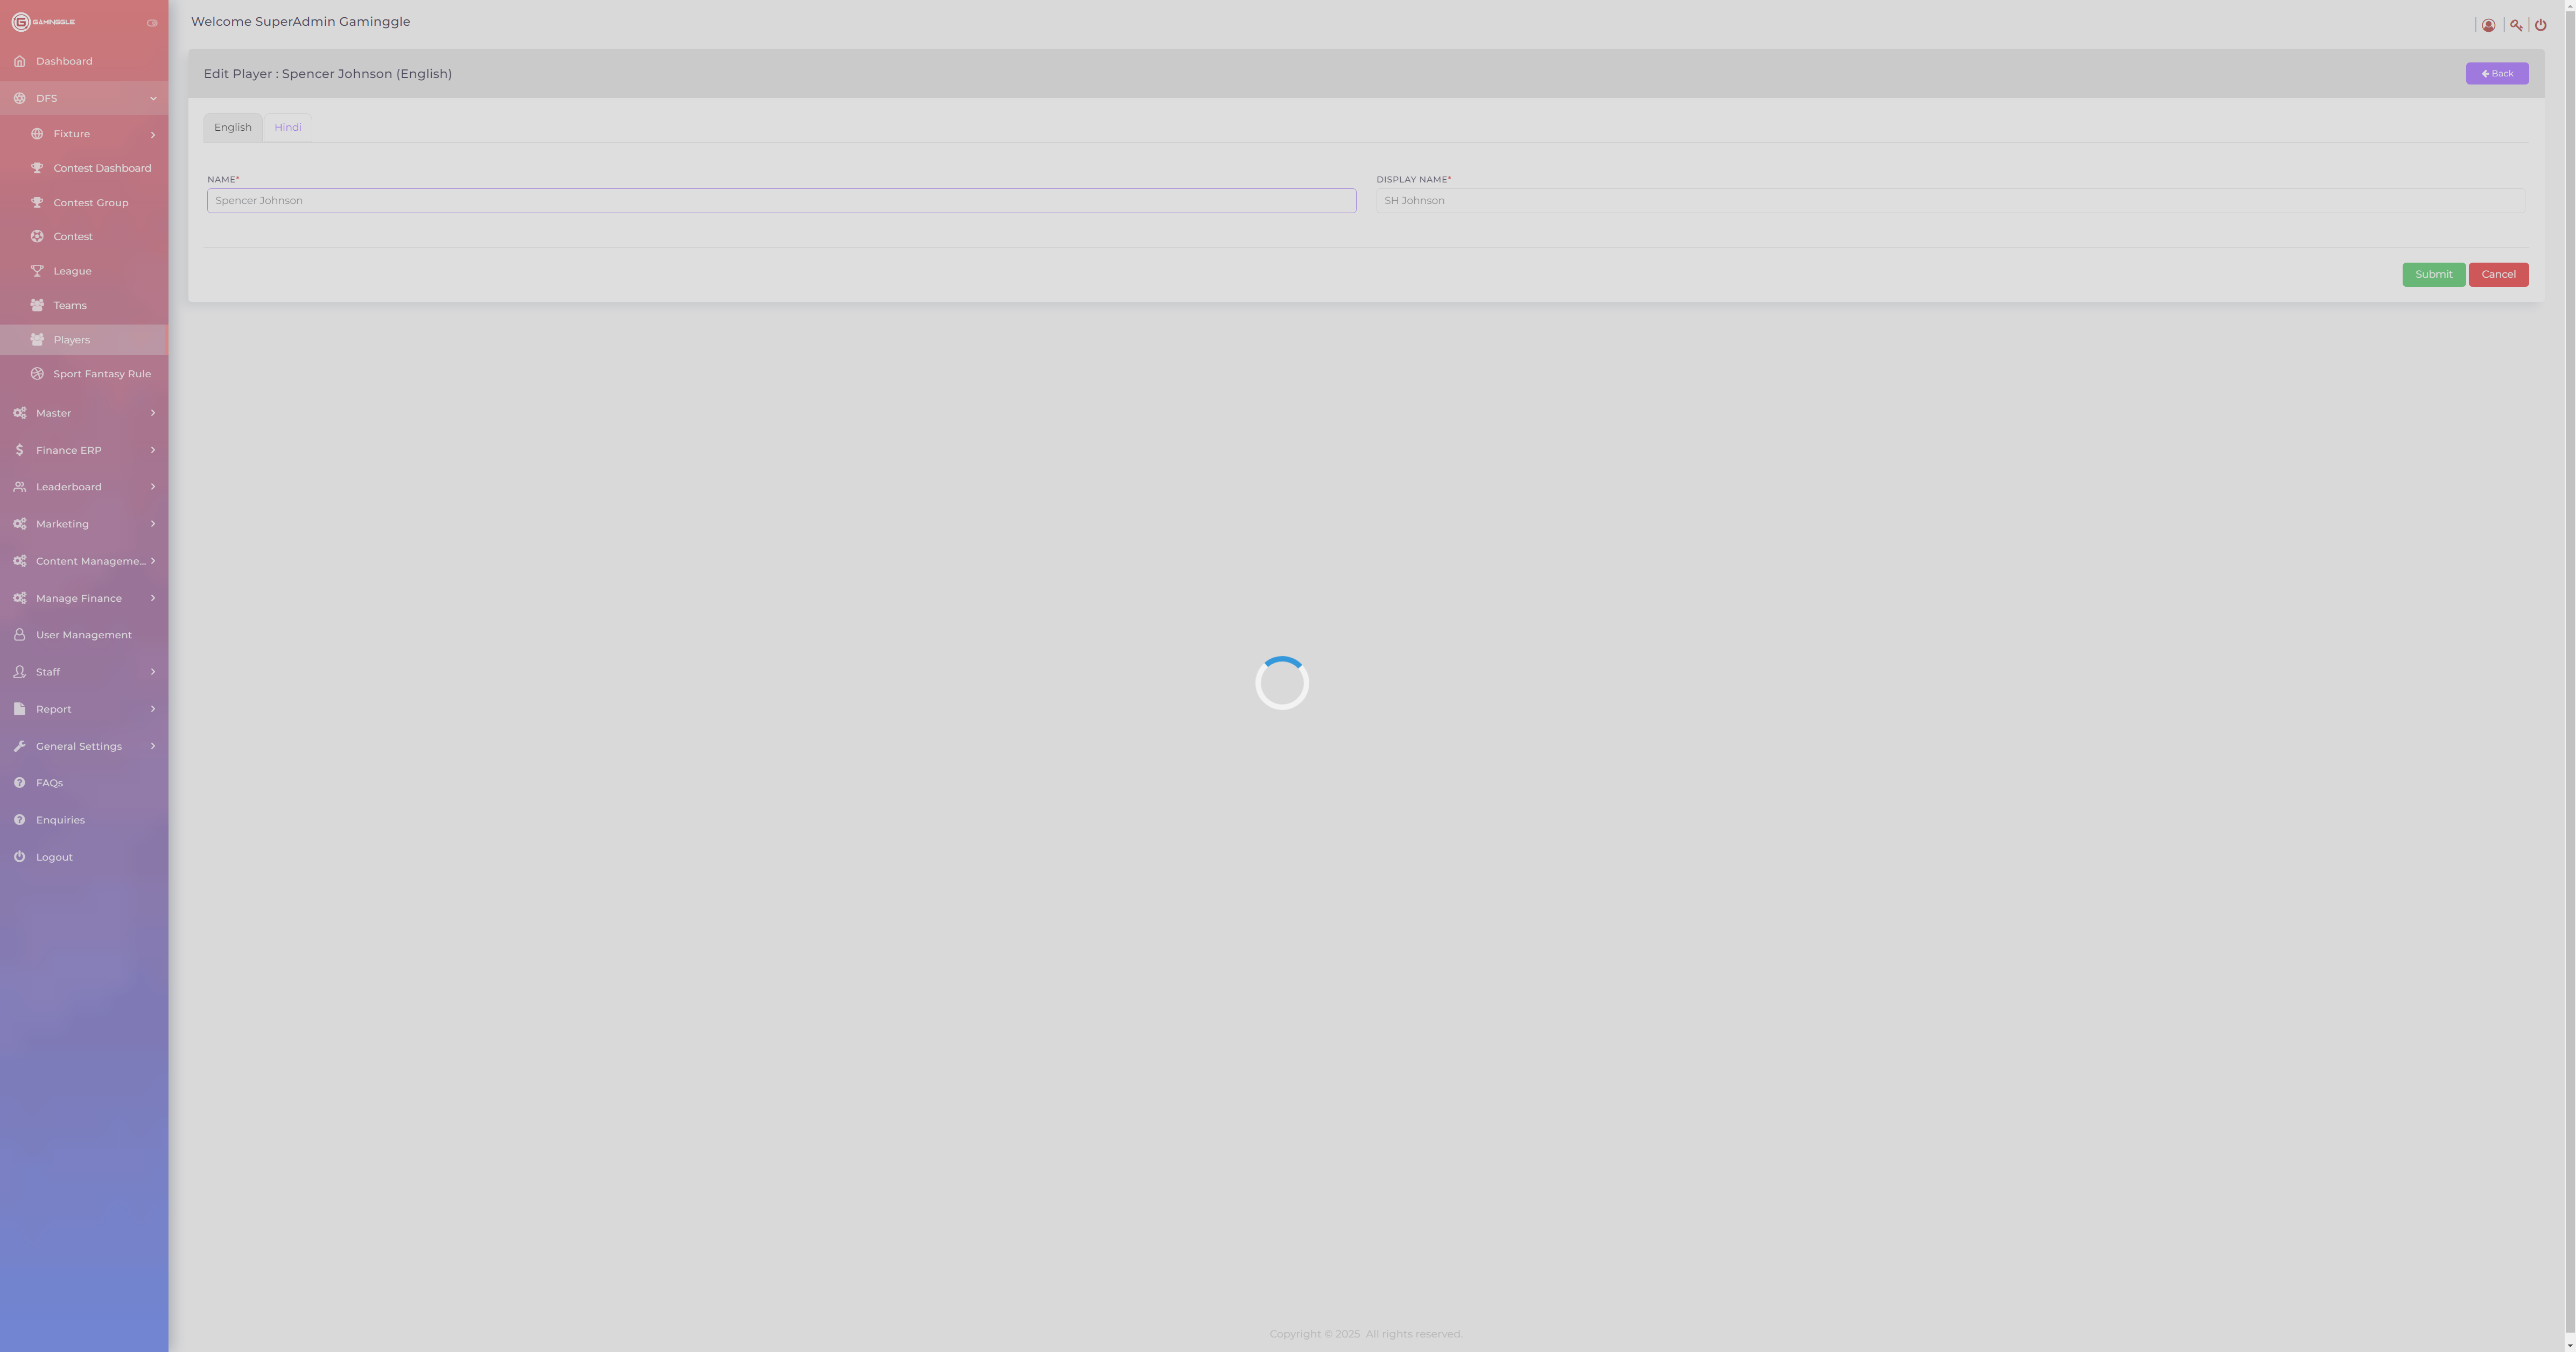 GAMINGGLE
Welcome SuperAdmin Gaminggle
Dashboard
DFS
Fixture
Contest Dashboard
Contest Group
Contest
League
Teams
Players
Sport Fantasy Rule
Master
Finance ERP
Leaderboard
Marketing
Content Manageme...
Manage Finance
User Management
Staff
Report
General Settings
FAQs
Enquiries
Logout
Edit Player : Spencer Johnson (English)
Back
English Hindi
NAME* DISPLAY NAME*
Spencer Johnson SH Johnson
Submit Cancel
Copyright © 2025 All rights reserved.